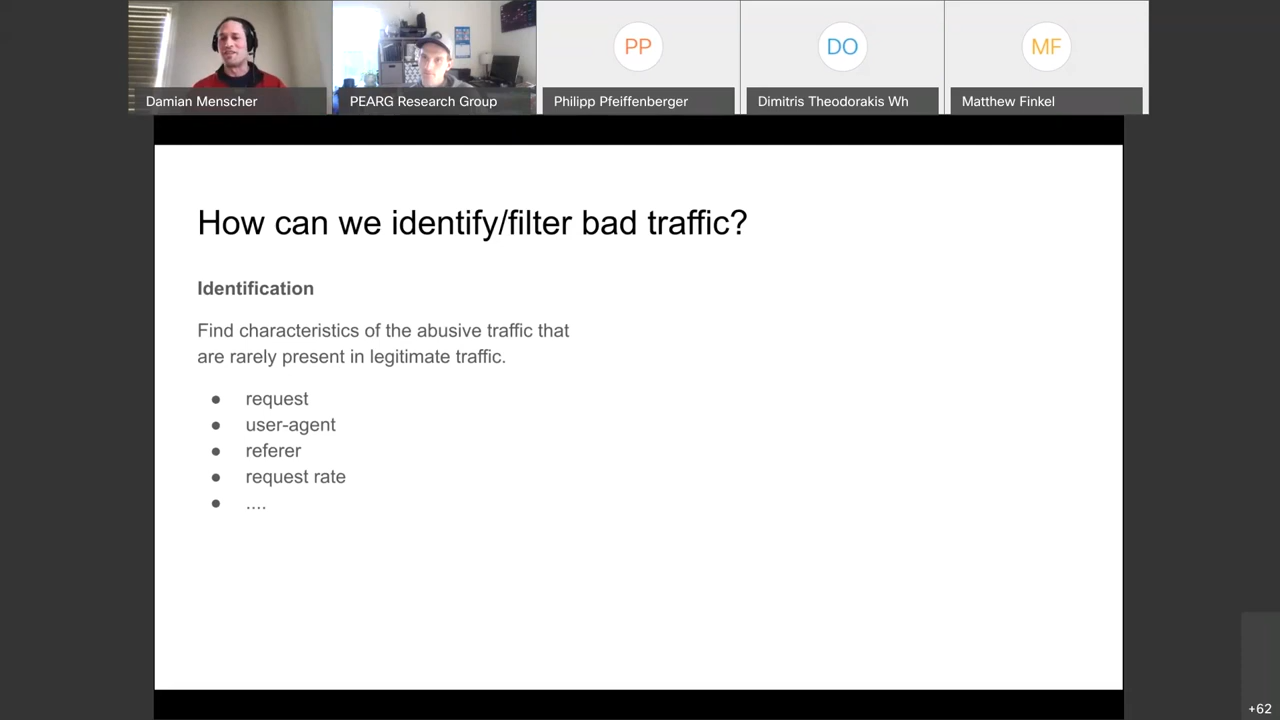 PP
DO
MF
Damian Menscher
PEARG Research Group
Philipp Pfeiffenberger
Dimitris Theodorakis Wh
Matthew Finkel
How can we identify/filter bad traffic?
Identification
Find characteristics of the abusive traffic that
are rarely present in legitimate traffic.
● request
● user-agent
● referer
● request rate
● ....
+62